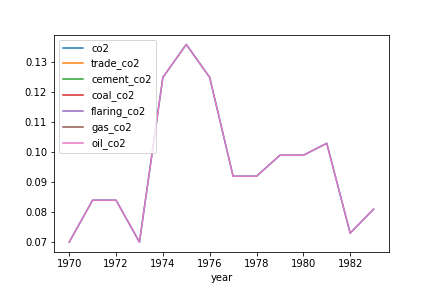 co2
trade_co2
cement_co2
coal_co2
flaring_co2
gas_co2
oil_co2
0.13
0.12
0.11
0.10
0.09
0.08
0.07
1970 1972 1974 1976 1978 1980 1982
year